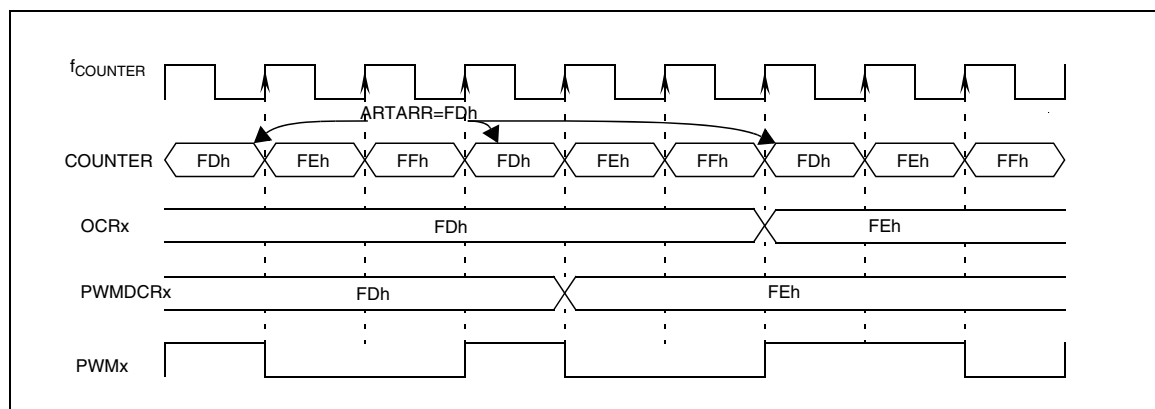 fCOUNTER
ARTARR=FDh
COUNTER FDh FEh FFh FDh FEh FFh FDh FEh FFh
OCRx FDh FEh
PWMDCRx FDh FEh
PWMx